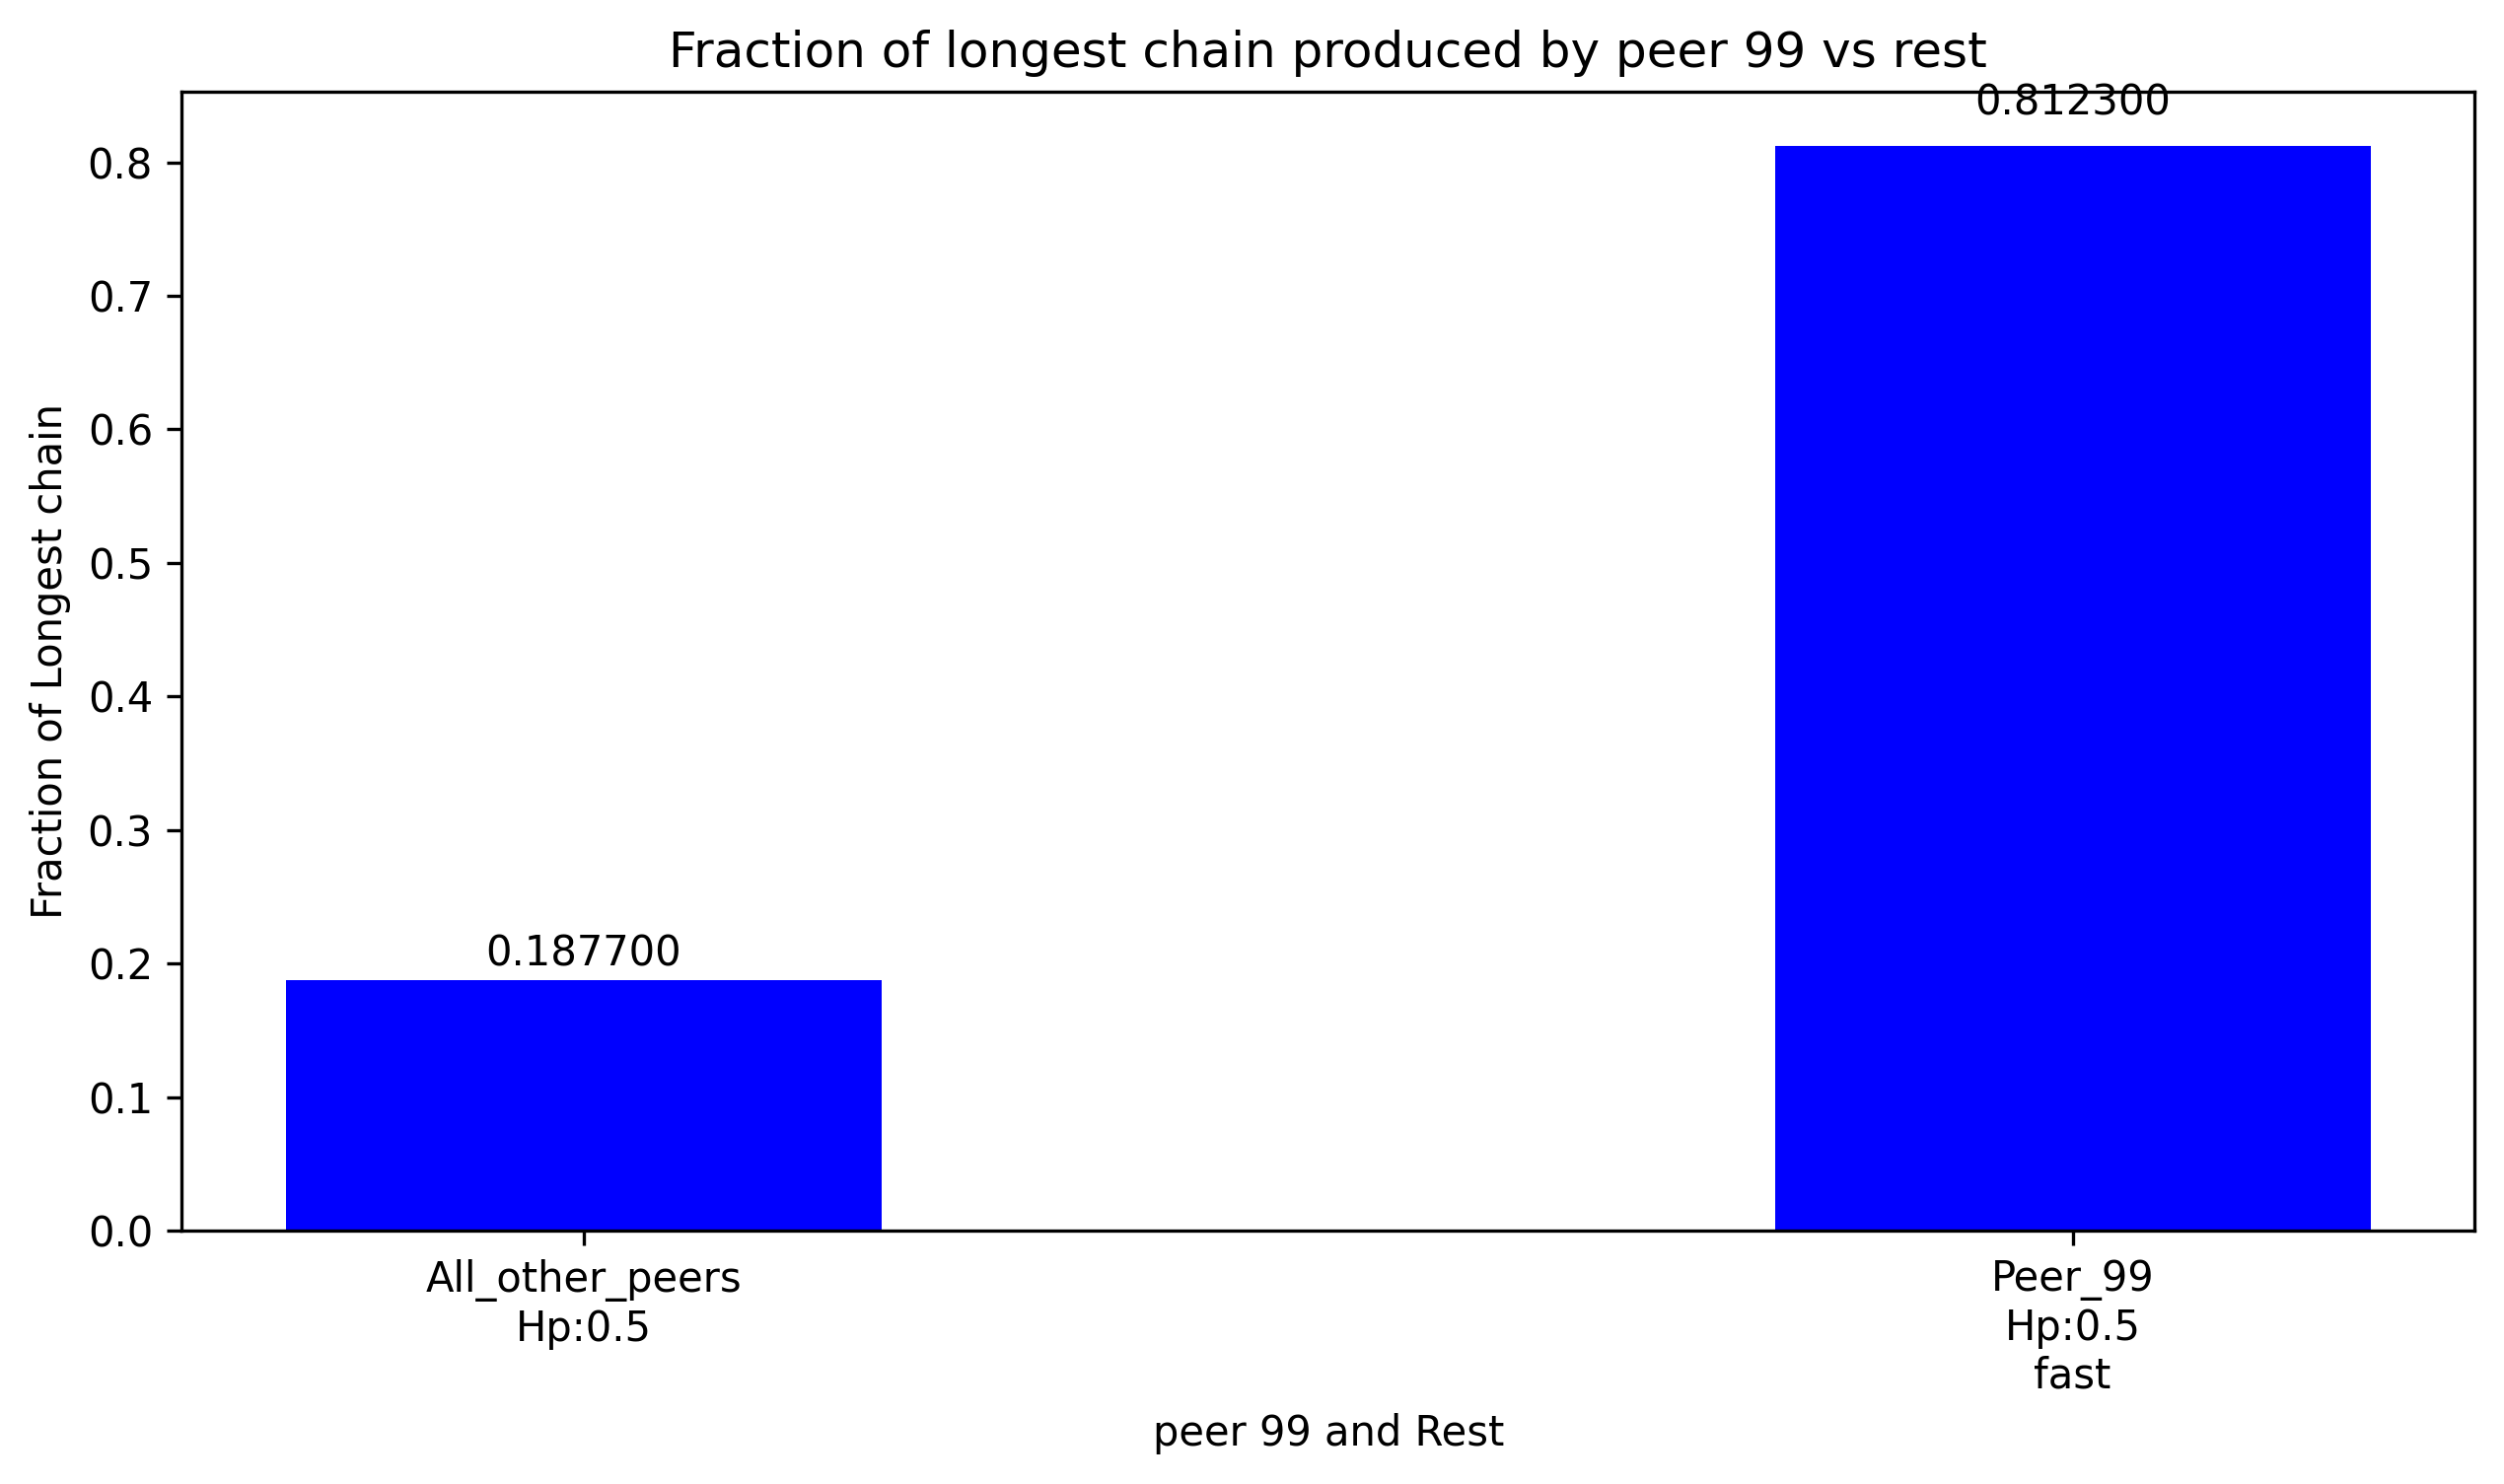 Fraction of longest chain produced by peer 99 vs rest
0.812300
0.8
0.7
0.6
0.5
0.4
0.3
0.2
0.1
0.0
Fraction of Longest chain
0.187700
All_other_peers
Hp:0.5
Peer_99
Hp:0.5
fast
peer 99 and Rest